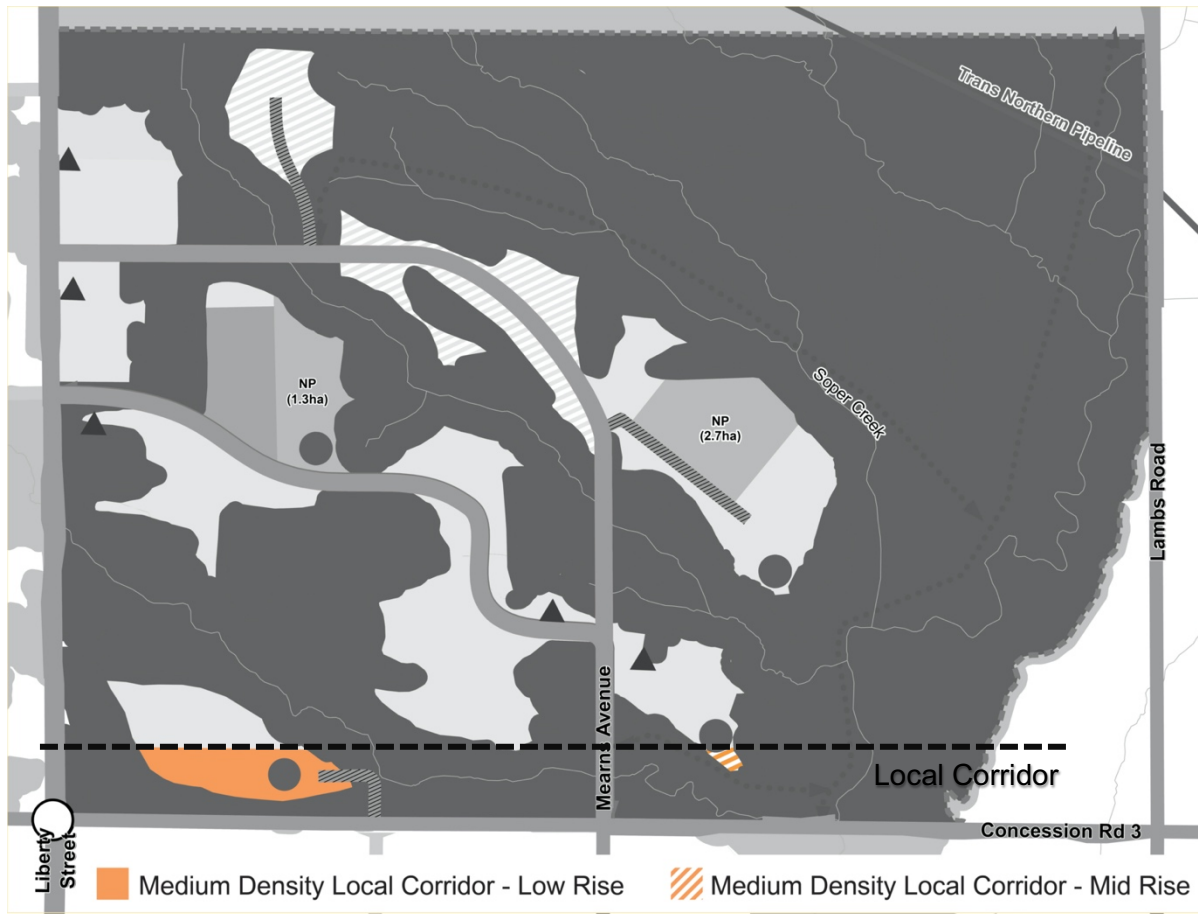 Trans Northern Pipeline
NP
(1.3ha)
NP
(2.7ha)
Soper Creek
Lambs Road
Mearns Avenue
Local Corridor
Liberty
Street
Concession Rd 3
Medium Density Local Corridor - Low Rise
Medium Density Local Corridor - Mid Rise